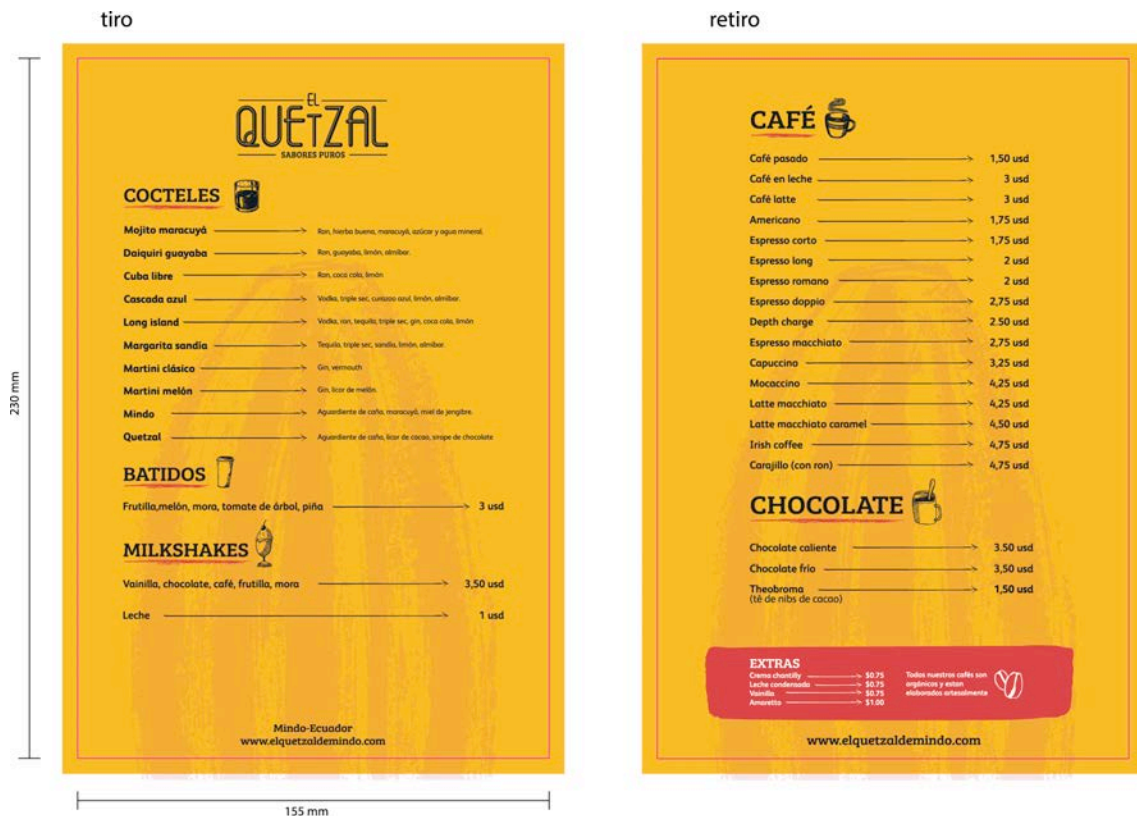 tiro
EL
QUETZAL
SABORES PUROS
COCTELES
Mojito maracuyá Ron, hierba buena, maracuyá, azúcar y agua mineral.
Daiquiri guayaba Ron, guayaba, limón, almíbar.
Cuba libre Ron, coca cola, limón
Cascada azul Vodka, triple sec, curazao azul, limón, almíbar.
Long island Vodka, ron, tequila, triple sec, gin, coca cola, limón
Margarita sandía Tequila, triple sec, sandía, limón, almíbar.
Martini clásico Gin, vermouth
Martini melón Gin, licor de melón.
Mindo Aguardiente de caña, maracuyá, miel de jengibre.
Quetzal Aguardiente de caña, licor de cacao, sirope de chocolate
BATIDOS
Frutilla,melón, mora, tomate de árbol, piña 3 usd
MILKSHAKES
Vainilla, chocolate, café, frutilla, mora 3,50 usd
Leche 1 usd
Mindo-Ecuador
www.elquetzaldemindo.com
230 mm
155 mm
retiro
CAFÉ
Café pasado 1,50 usd
Café en leche 3 usd
Café latte 3 usd
Americano 1,75 usd
Espresso corto 1,75 usd
Espresso long 2 usd
Espresso romano 2 usd
Espresso doppio 2,75 usd
Depth charge 2.50 usd
Espresso macchiato 2,75 usd
Capuccino 3,25 usd
Mocaccino 4,25 usd
Latte macchiato 4,25 usd
Latte macchiato caramel 4,50 usd
Irish coffee 4,75 usd
Carajillo (con ron) 4,75 usd
CHOCOLATE
Chocolate caliente 3.50 usd
Chocolate frío 3,50 usd
Theobroma 1,50 usd
(té de nibs de cacao)
EXTRAS
Crema chantilly $0.75
Leche condensada $0.75
Vainilla $0.75
Amaretto $1.00
Todos nuestros cafés son
orgánicos y estan
elaborados artesalmente
www.elquetzaldemindo.com